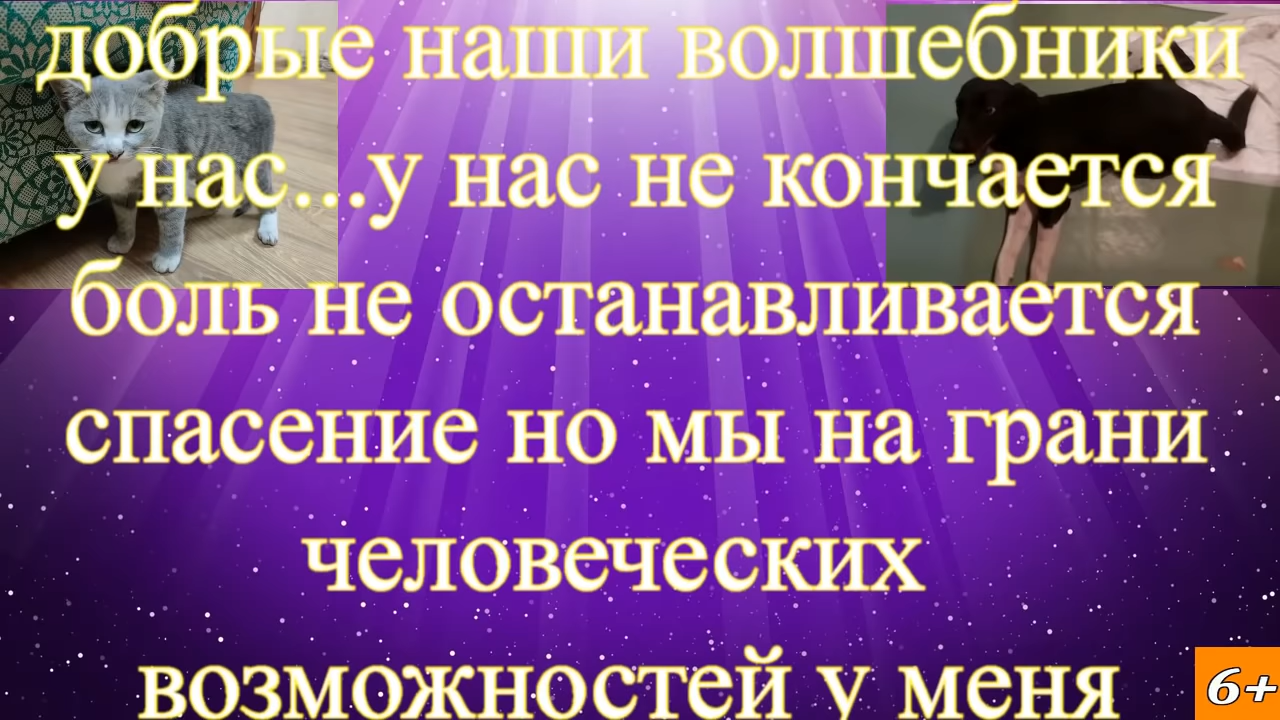 добрые наши волшебники
у нас...у нас не кончается
боль не останавливается
спасение но мы на грани
человеческих
возможностей у меня
6+